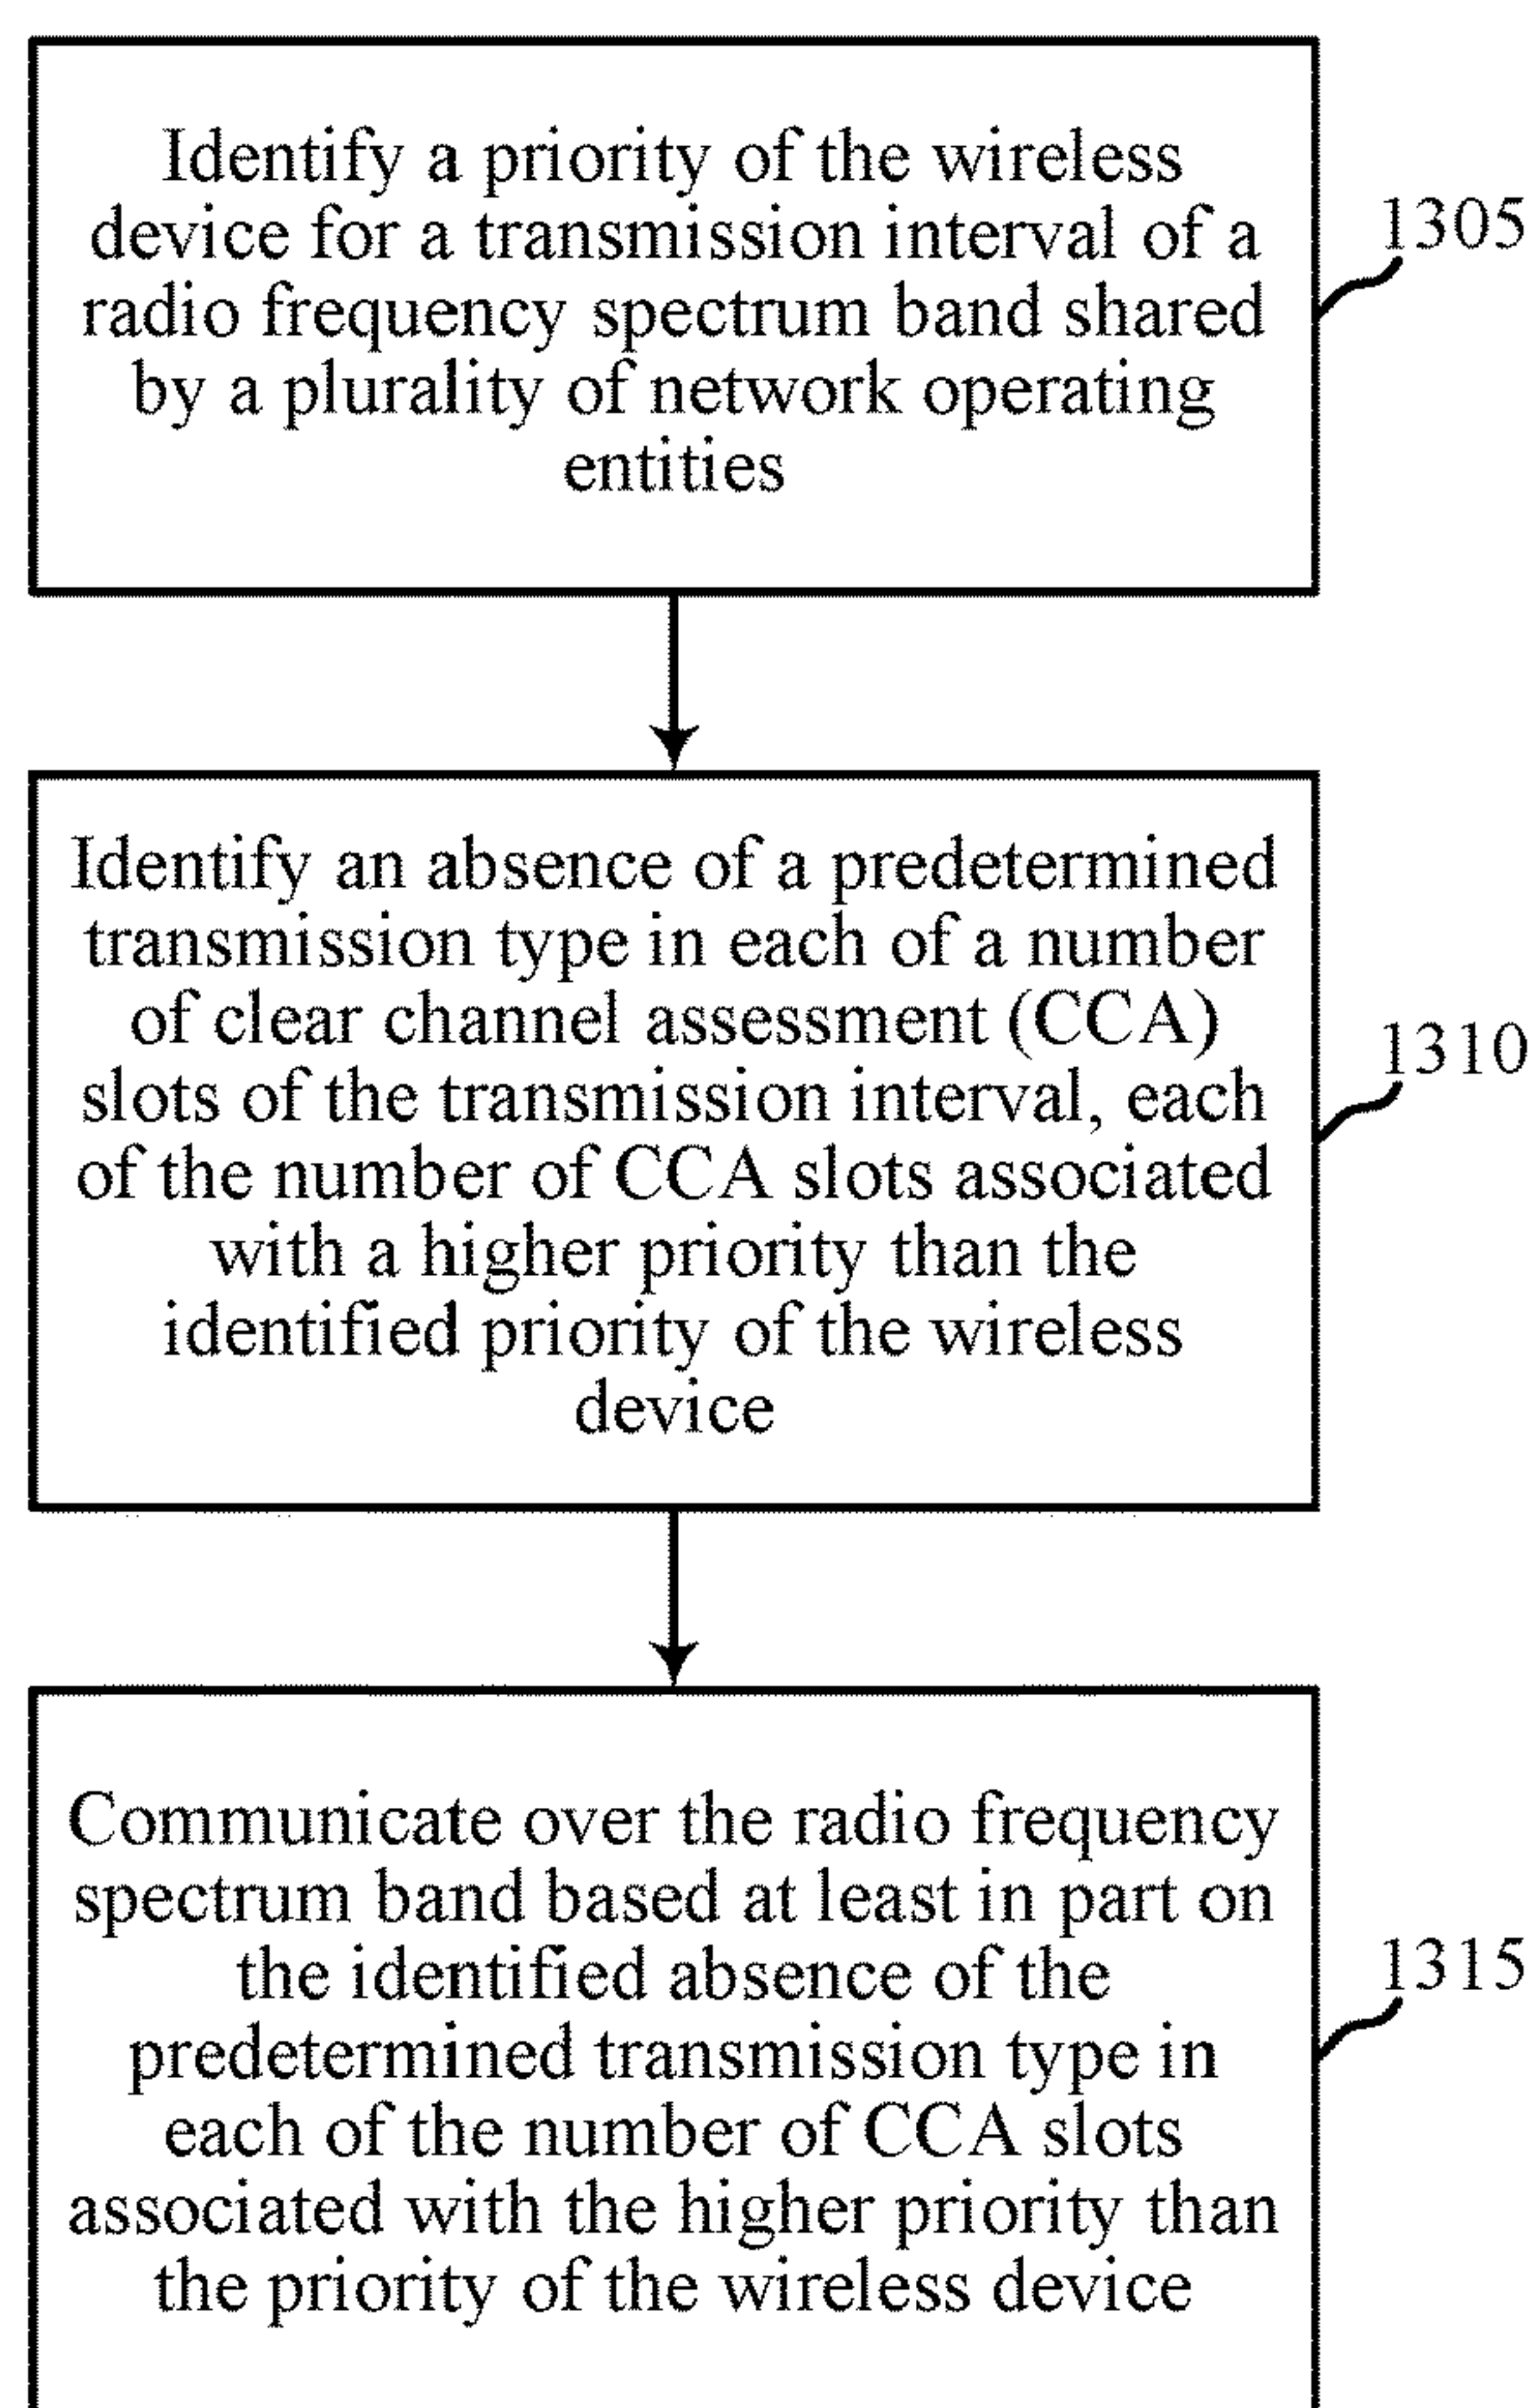 Identify a priority of the wireless
device for a transmission interval of a
radio frequency spectrum band shared
by a plurality of network operating
entities
1305
Identify an absence of a predetermined
transmission type in each of a number
of clear channel assessment (CCA)
slots of the transmission interval, each
of the number of CCA slots associated
with a higher priority than the
identified priority of the wireless
device
1310
Communicate over the radio frequency
spectrum band based at least in part on
the identified absence of the
predetermined transmission type in
each of the number of CCA slots
associated with the higher priority than
the priority of the wireless device
1315